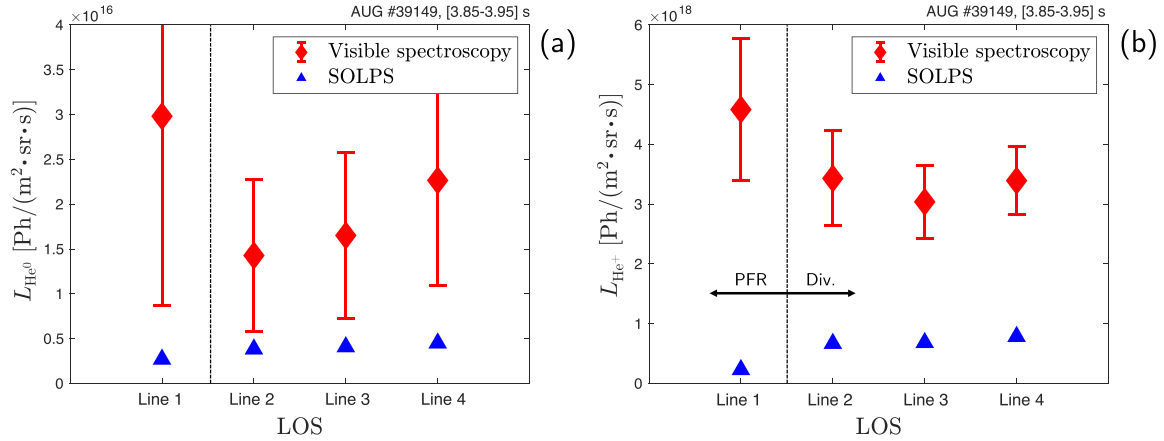 AUG #39149, [3.85-3.95] s
×10^16
(a)
Visible spectroscopy
SOLPS
4
3.5
3
2.5
2
1.5
1
0.5
0
L_He^0 [Ph/(m²•sr•s)]
Line 1 Line 2 Line 3 Line 4
LOS
AUG #39149, [3.85-3.95] s
×10^18
(b)
Visible spectroscopy
SOLPS
6
5
4
3
2
1
0
L_He^+ [Ph/(m²•sr•s)]
PFR Div.
Line 1 Line 2 Line 3 Line 4
LOS